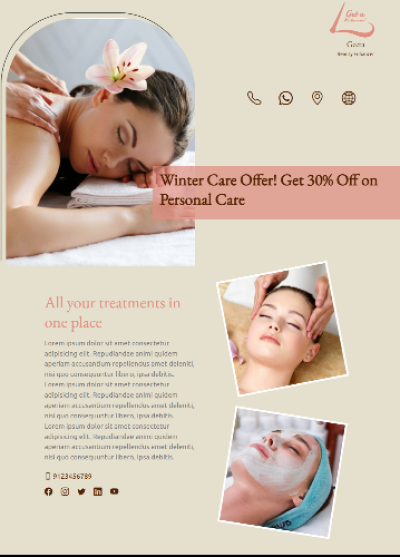 Geeta
Winter Care Offer! Get 30% Off on
Personal Care
All your treatments in
one place
Lorem ipsum dolor sit amet consectetur
adipisicing elit. Repudiandae animi quidem
aperiam accusantium repellendus amet deleniti,
nisi quo consequuntur libero, ipsa debitis.
Lorem ipsum dolor sit amet consectetur
adipisicing elit. Repudiandae animi quidem
aperiam accusantium repellendus amet deleniti,
nisi quo consequuntur libero, ipsa debitis.
Lorem ipsum dolor sit amet consectetur
adipisicing elit. Repudiandae animi quidem
aperiam accusantium repellendus amet deleniti,
nisi quo consequuntur libero, ipsa debitis.
9123456789